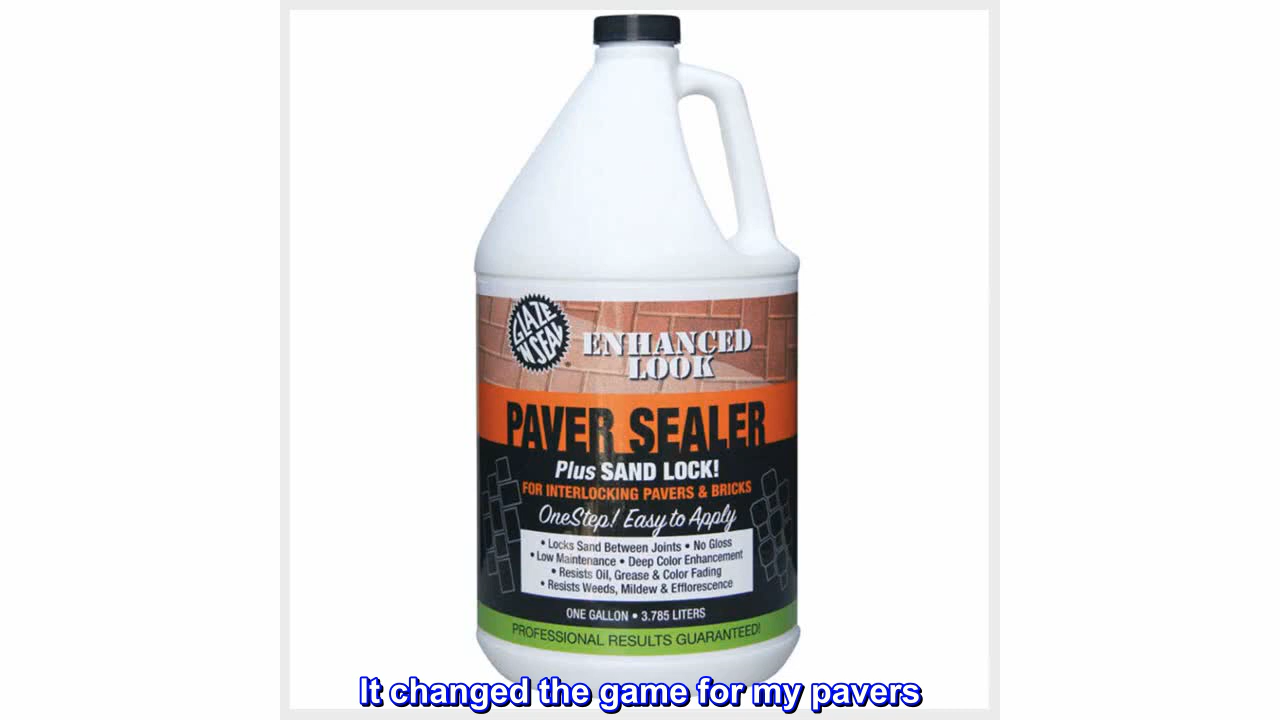 GLAZE
'N SEAL
®
ENHANCED
LOOK
PAVER SEALER
Plus SAND LOCK!
FOR INTERLOCKING PAVERS & BRICKS
OneStep! Easy to Apply
• Locks Sand Between Joints • No Gloss
• Low Maintenance • Deep Color Enhancement
• Resists Oil, Grease & Color Fading
• Resists Weeds, Mildew & Efflorescence
ONE GALLON • 3.785 LITERS
PROFESSIONAL RESULTS GUARANTEED!
It changed the game for my pavers